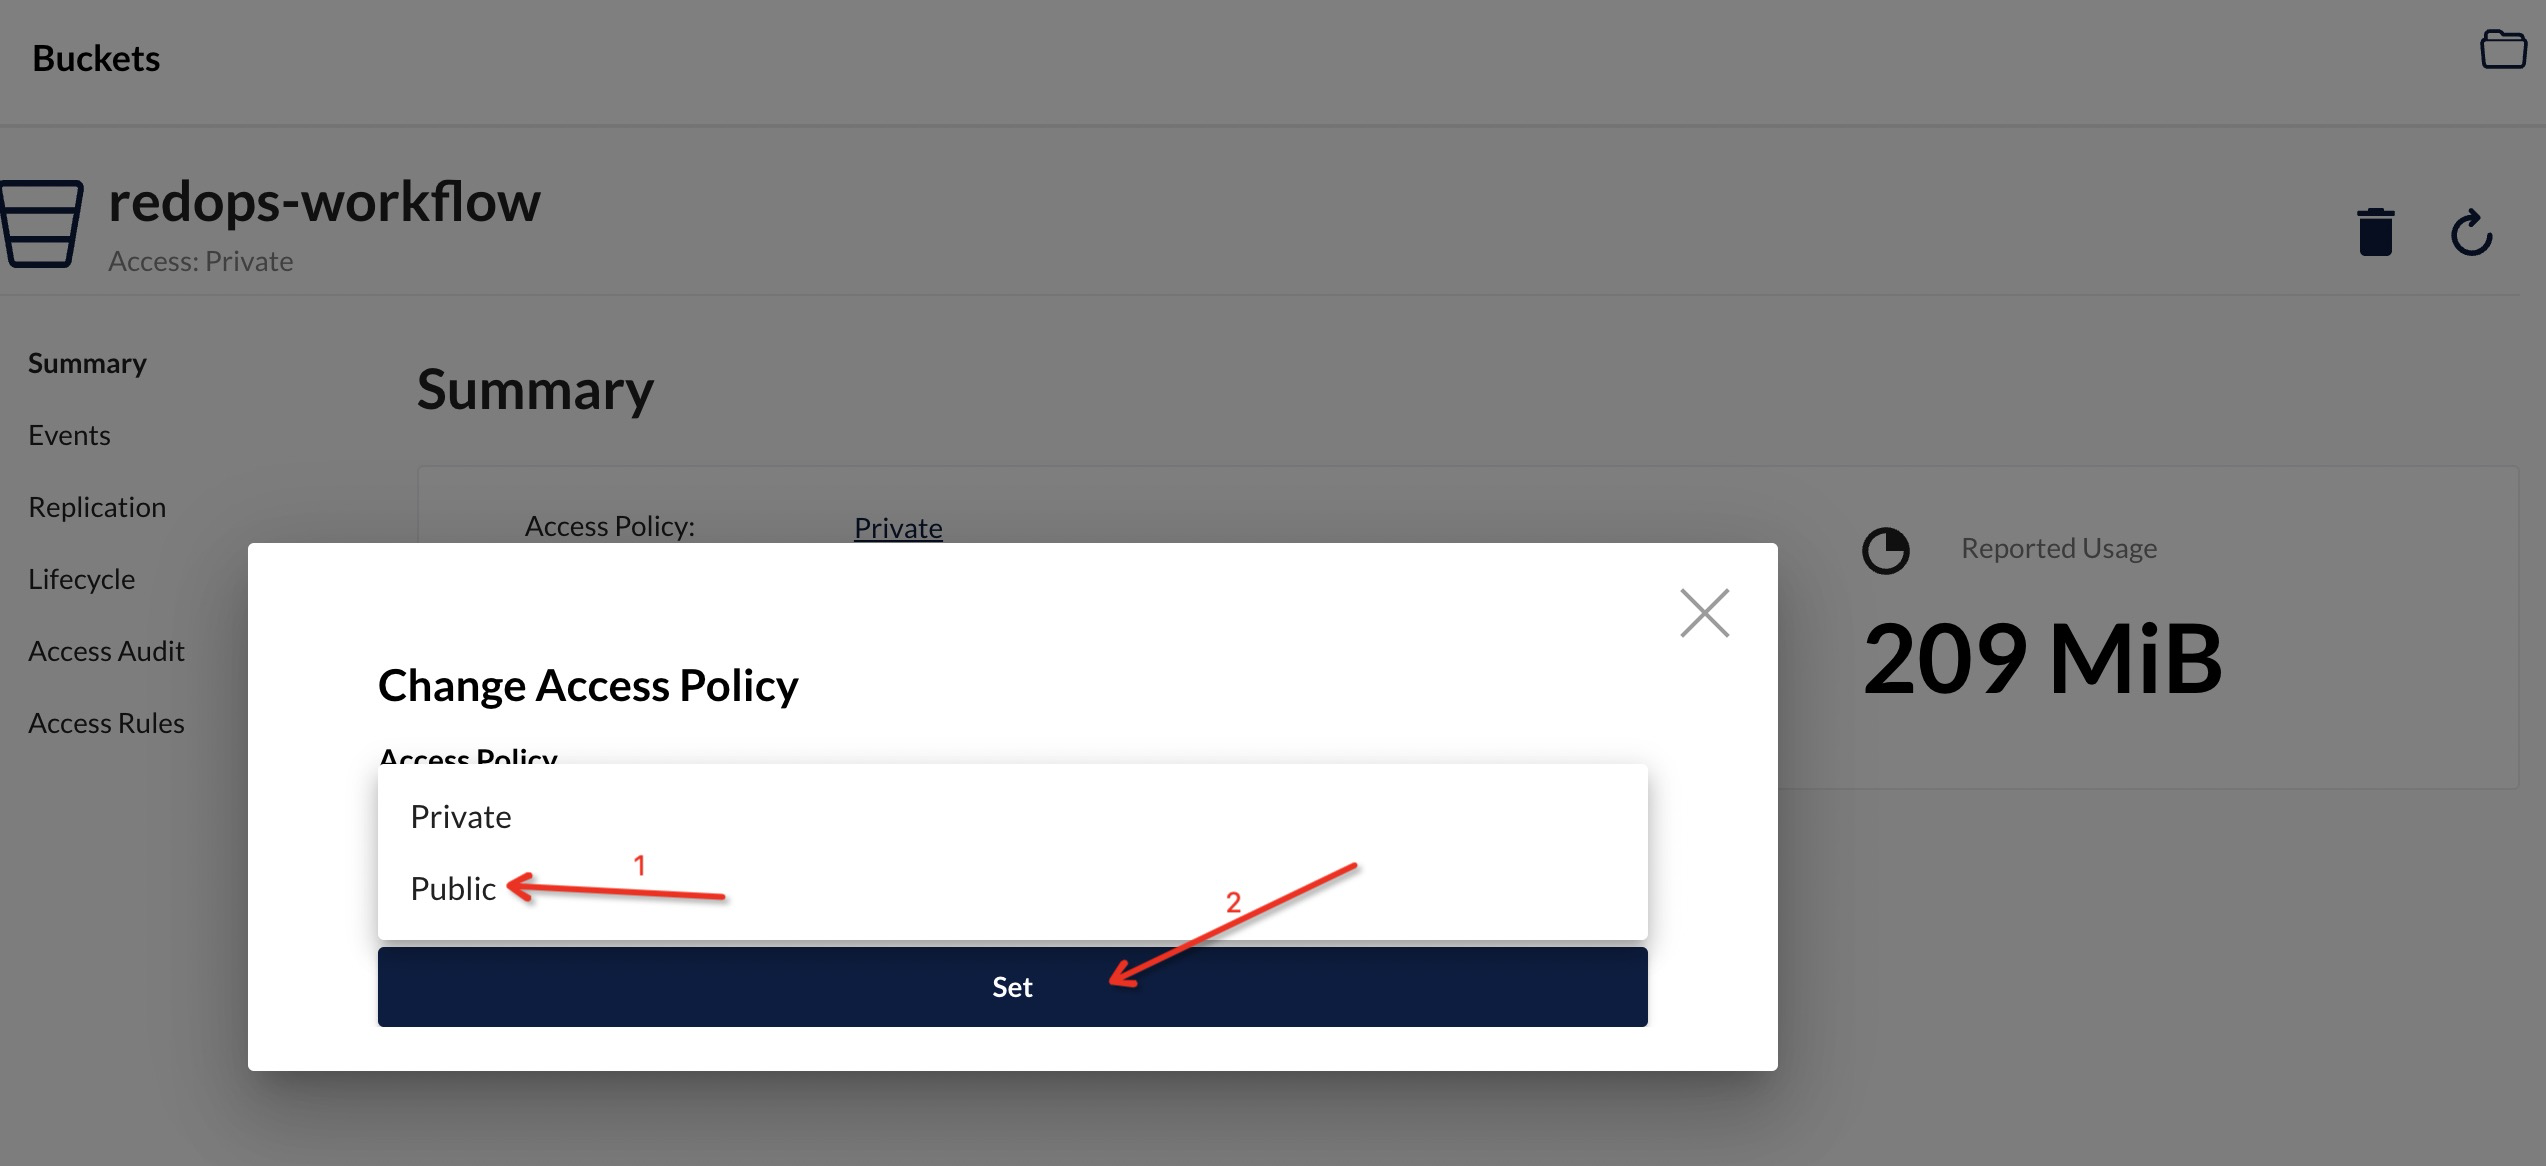 Buckets
redops-workflow
Access: Private
Summary
Events
Replication
Lifecycle
Access Audit
Access Rules
Summary
Access Policy:
Private
Reported Usage
209 MiB
Change Access Policy
Access Policy
Private
Public
1
2
Set